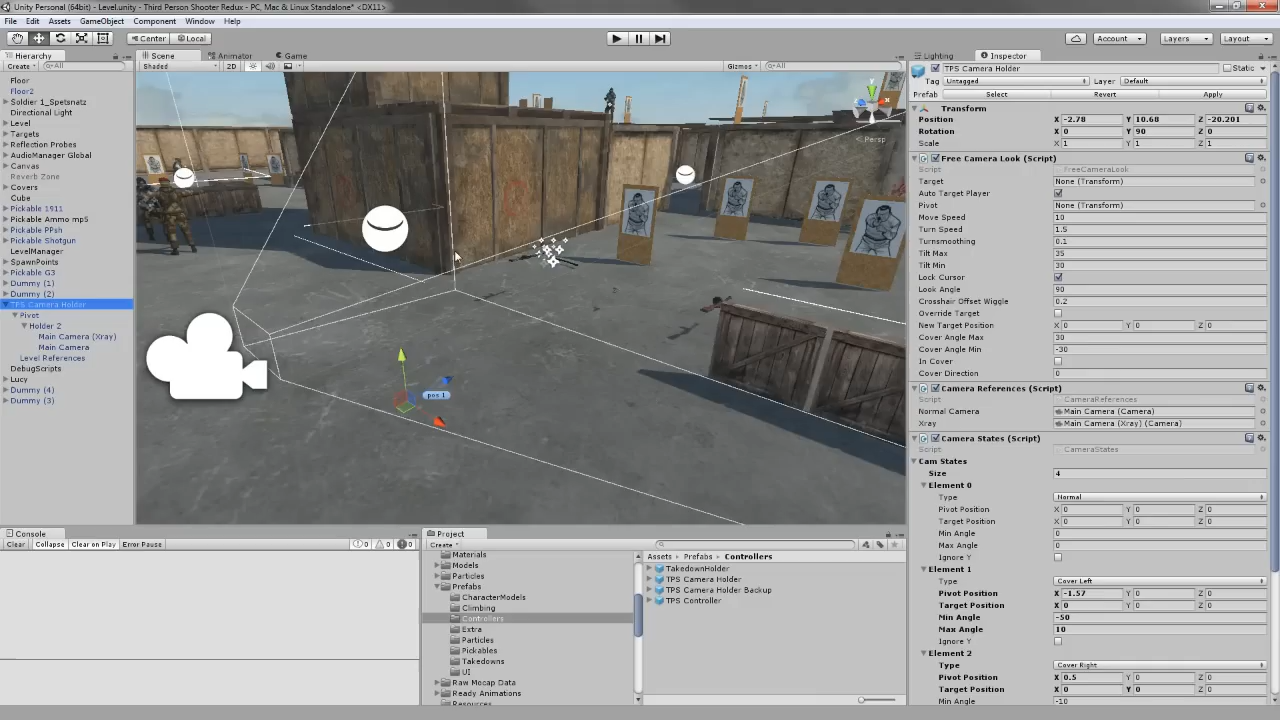 Unity Personal (64bit) - Level.unity - Third Person Shooter Redux - PC, Mac & Linux Standalone* <DX11>
File Edit Assets GameObject Component Window Help
Center Local
Account Layers Layout
Hierarchy
Create All
Floor
Floor2
Soldier 1_Spetsnatz
Directional Light
Level
Targets
Reflection Probes
AudioManager Global
Canvas
Reverb Zone
Covers
Cube
Pickable 1911
Pickable Ammo mp5
Pickable PPsh
Pickable Shotgun
LevelManager
SpawnPoints
Pickable G3
Dummy (1)
Dummy (2)
TPS Camera Holder
Pivot
Holder 2
Main Camera (Xray)
Main Camera
Level References
DebugScripts
Lucy
Dummy (4)
Dummy (3)
Scene Animator Game
Shaded 2D Gizmos All
Persp
pos 1
Console
Clear Collapse Clear on Play Error Pause 0 0 0
Project
Create
Materials
Models
Particles
Prefabs
CharacterModels
Climbing
Controllers
Extra
Particles
Pickables
Takedowns
UI
Raw Mocap Data
Ready Animations
Resources
Assets Prefabs Controllers
TakedownHolder
TPS Camera Holder
TPS Camera Holder Backup
TPS Controller
Lighting Inspector
TPS Camera Holder Static
Tag Untagged Layer Default
Prefab Select Revert Apply
Transform
Position X -2.78 Y 10.68 Z -20.201
Rotation X 0 Y 90 Z 0
Scale X 1 Y 1 Z 1
Free Camera Look (Script)
Script FreeCameraLook
Target None (Transform)
Auto Target Player
Pivot None (Transform)
Move Speed 10
Turn Speed 1.5
Turnsmoothing 0.1
Tilt Max 35
Tilt Min 30
Lock Cursor
Look Angle 90
Crosshair Offset Wiggle 0.2
Override Target
New Target Position X 0 Y 0 Z 0
Cover Angle Max 30
Cover Angle Min -30
In Cover
Cover Direction 0
Camera References (Script)
Script CameraReferences
Normal Camera Main Camera (Camera)
Xray Main Camera (Xray) (Camera)
Camera States (Script)
Script CameraStates
Cam States
Size 4
Element 0
Type Normal
Pivot Position X 0 Y 0 Z 0
Target Position X 0 Y 0 Z 0
Min Angle 0
Max Angle 0
Ignore Y
Element 1
Type Cover Left
Pivot Position X -1.57 Y 0 Z 0
Target Position X 0 Y 0 Z 0
Min Angle -50
Max Angle 10
Ignore Y
Element 2
Type Cover Right
Pivot Position X 0.5 Y 0 Z 0
Target Position X 0 Y 0 Z 0
Min Angle -10